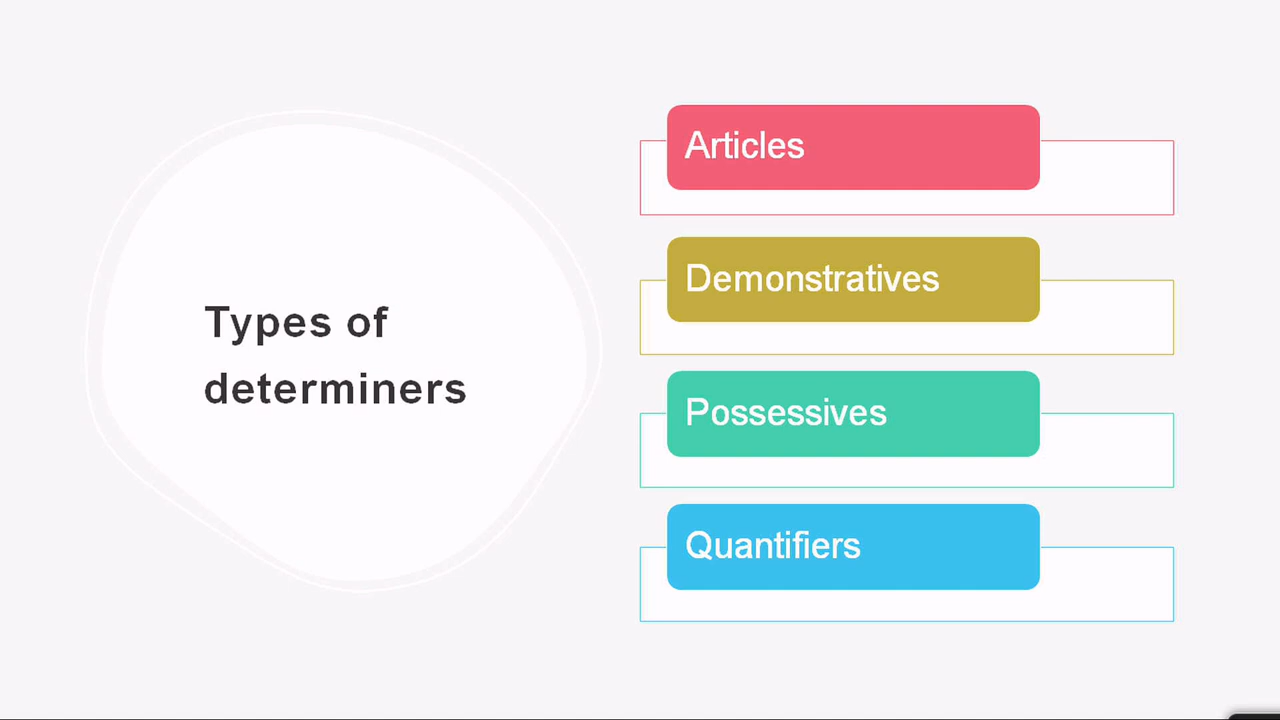 Types of
determiners
Articles
Demonstratives
Possessives
Quantifiers